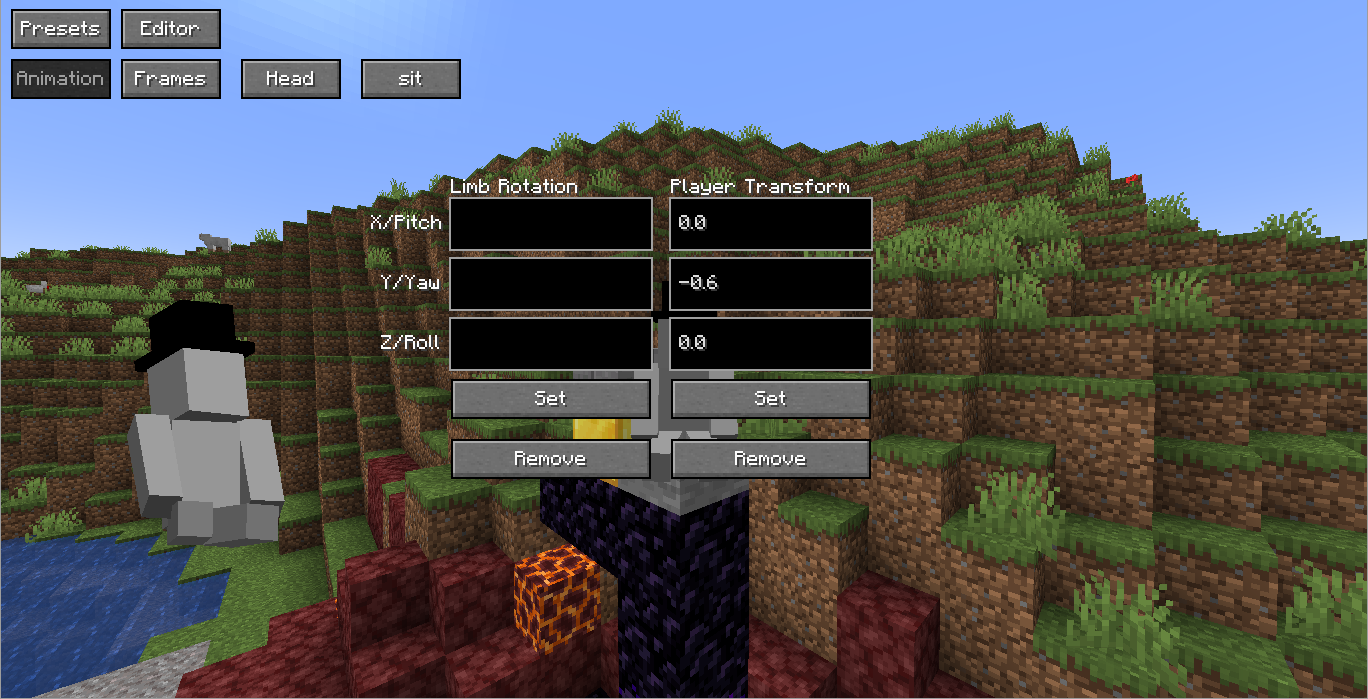 Presets Editor
Animation Frames Head sit
Limb Rotation Player Transform
X/Pitch 0.0
Y/Yaw -0.6
Z/Roll 0.0
Set Set
Remove Remove